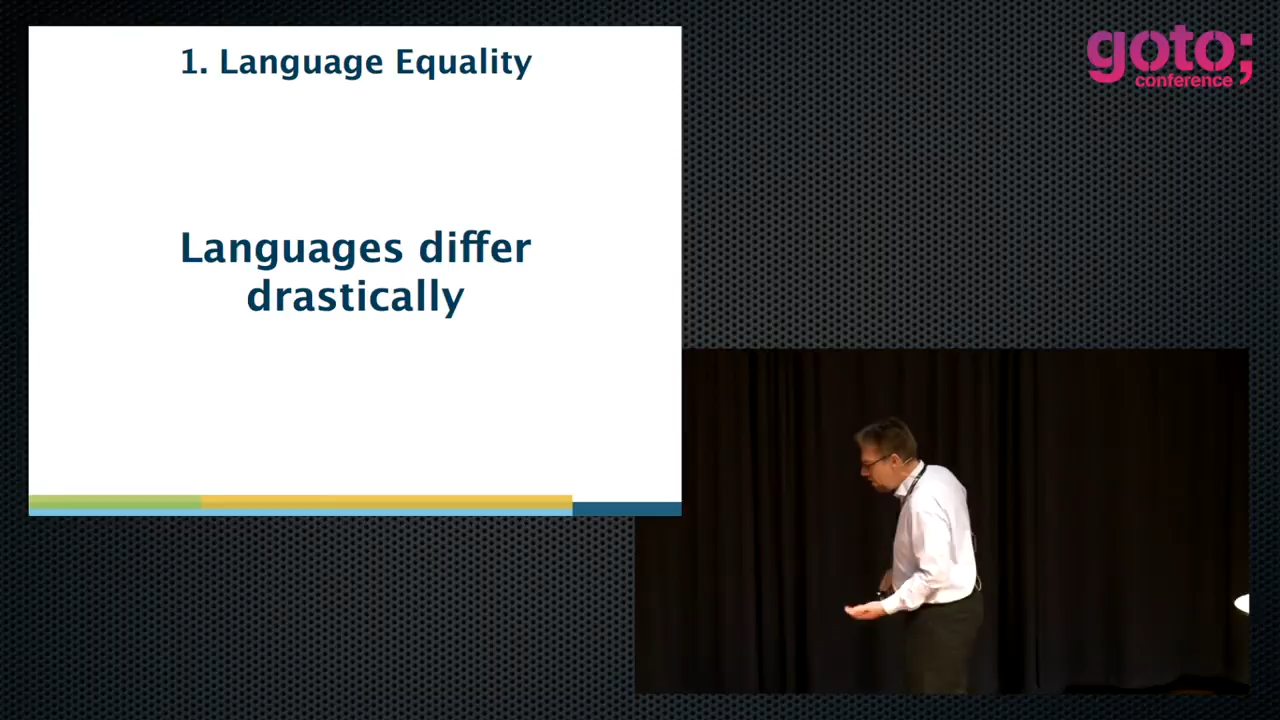 1. Language Equality
Languages differ
drastically
goto;
conference